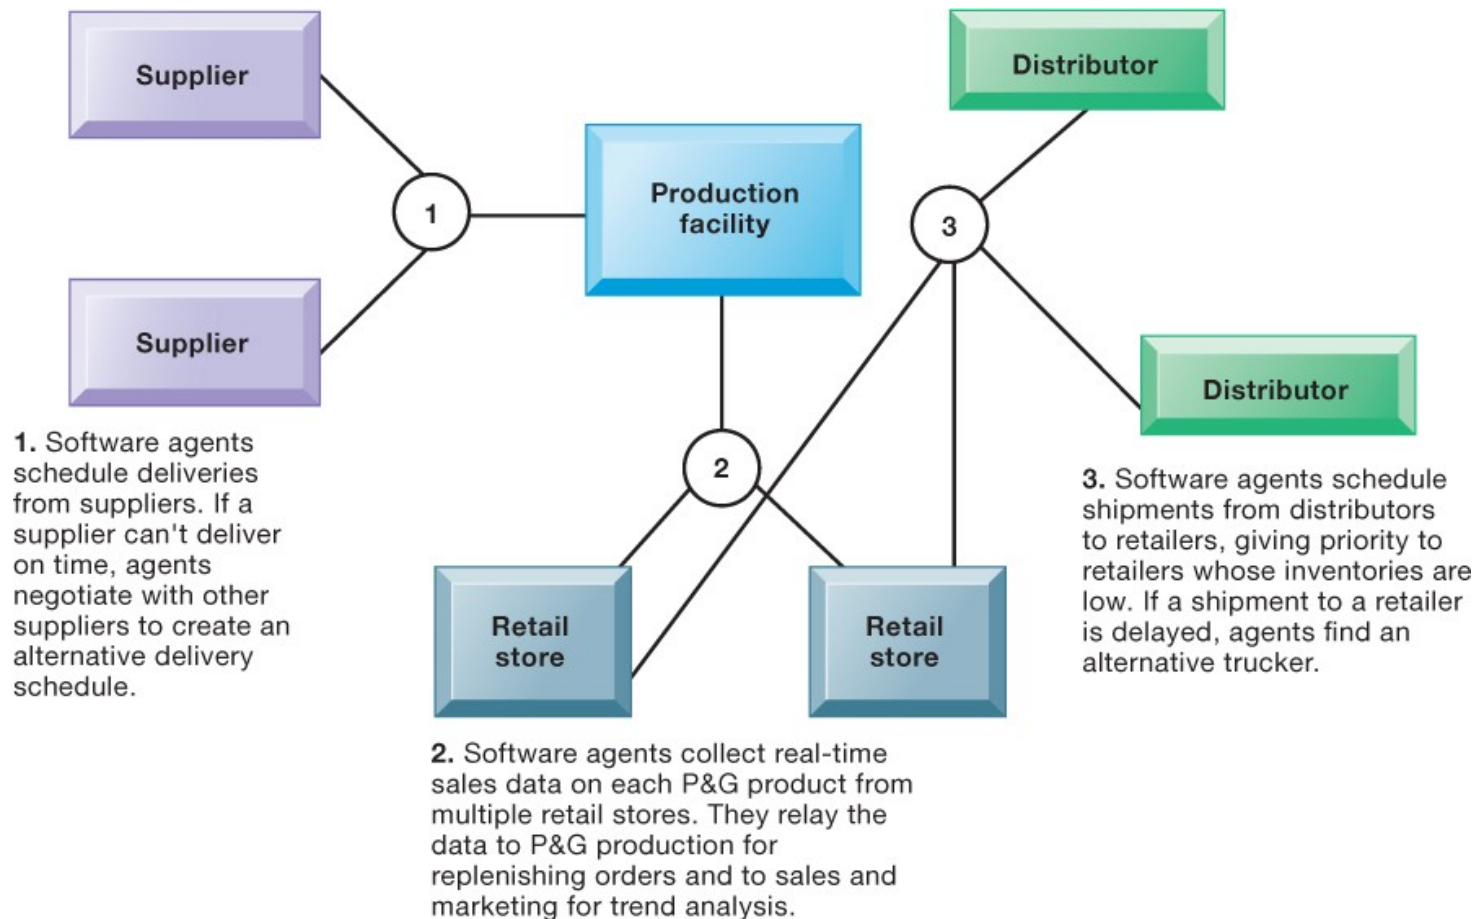 Supplier
Distributor
Production
facility
1
3
Supplier
Distributor
1. Software agents
schedule deliveries
from suppliers. If a
supplier can't deliver
on time, agents
negotiate with other
suppliers to create an
alternative delivery
schedule.
2
3. Software agents schedule
shipments from distributors
to retailers, giving priority to
retailers whose inventories are
low. If a shipment to a retailer
is delayed, agents find an
alternative trucker.
Retail
store
Retail
store
2. Software agents collect real-time
sales data on each P&G product from
multiple retail stores. They relay the
data to P&G production for
replenishing orders and to sales and
marketing for trend analysis.